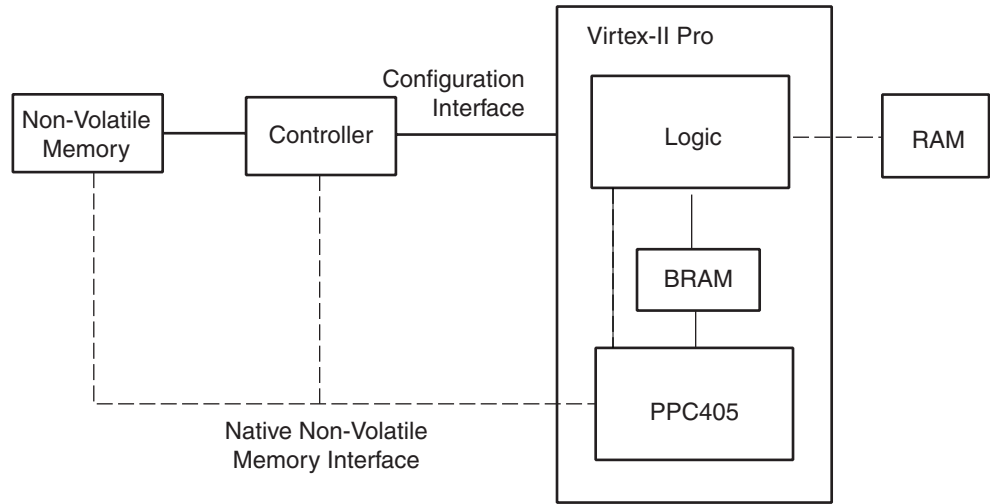 Virtex-II Pro
Configuration
Interface
Non-Volatile
Memory
Controller
Logic
RAM
BRAM
PPC405
Native Non-Volatile
Memory Interface